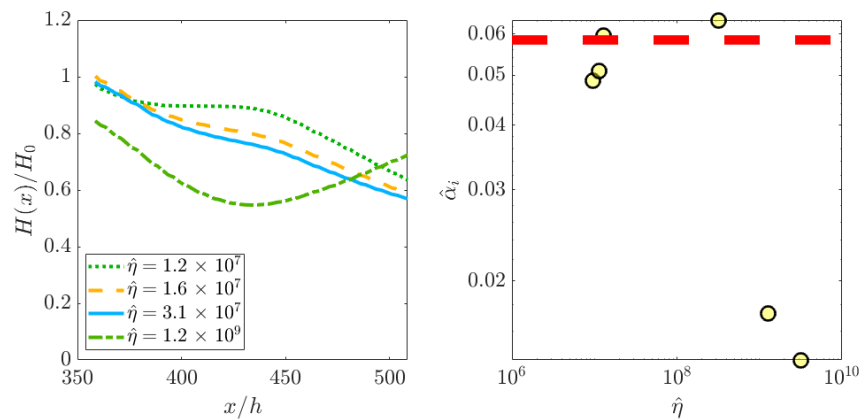 1.2
1
0.8
0.6
0.4
0.2
0
H(x)/H₀
350
400
450
500
x/h
η̂ = 1.2 × 10⁷
η̂ = 1.6 × 10⁷
η̂ = 3.1 × 10⁷
η̂ = 1.2 × 10⁹
0.06
0.05
0.04
0.03
0.02
α̂ᵢ
10⁶
10⁸
10¹⁰
η̂